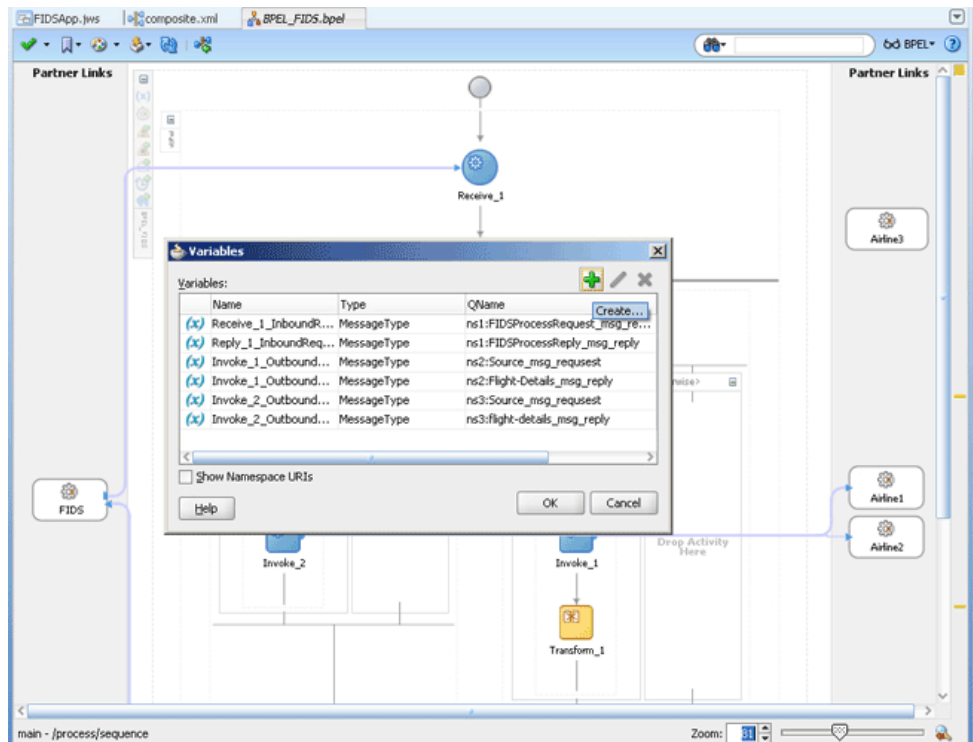 FIDSApp.jws composite.xml BPEL_FIDS.bpel
BPEL
Partner Links
Partner Links
Receive_1
BPEL_FIDS
Airline3
Variables
Variables:
Create...
Name Type QName
(x) Receive_1_InboundR... MessageType ns1:FIDSProcessRequest_msg_re...
(x) Reply_1_InboundReq... MessageType ns1:FIDSProcessReply_msg_reply
(x) Invoke_1_Outbound... MessageType ns2:Source_msg_requsest
(x) Invoke_1_Outbound... MessageType ns2:Flight-Details_msg_reply
(x) Invoke_2_Outbound... MessageType ns3:Source_msg_requsest
(x) Invoke_2_Outbound... MessageType ns3:flight-details_msg_reply
rwise>
Show Namespace URIs
Help OK Cancel
FIDS
Airline1
Airline2
Drop Activity
Here
Invoke_2
Invoke_1
Transform_1
main - /process/sequence
Zoom: 81